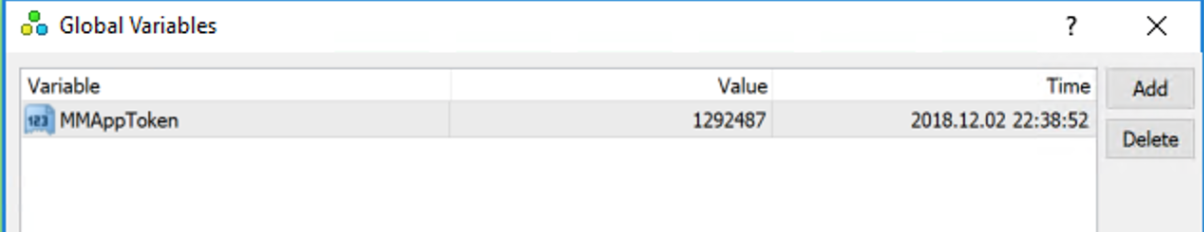 Global Variables ?
Variable Value Time Add
123 MMAppToken 1292487 2018.12.02 22:38:52
Delete